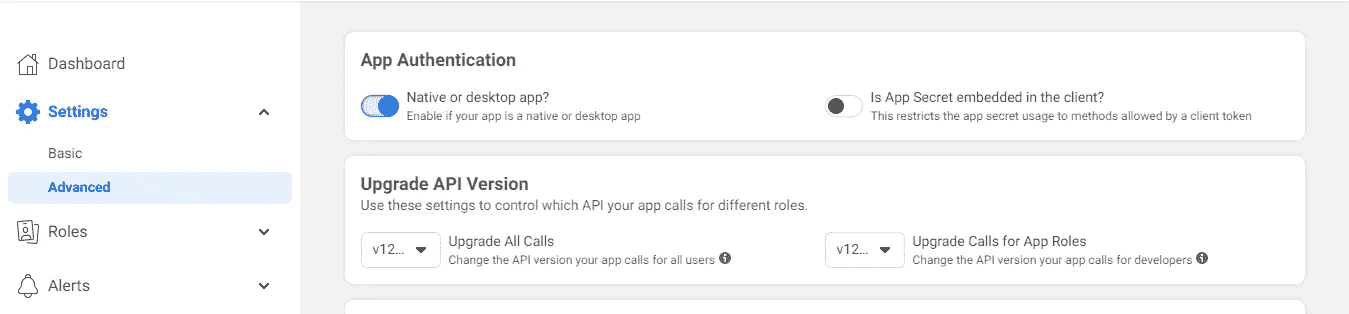 Dashboard
Settings
Basic
Advanced
Roles
Alerts
App Authentication
Native or desktop app?
Enable if your app is a native or desktop app
Is App Secret embedded in the client?
This restricts the app secret usage to methods allowed by a client token
Upgrade API Version
Use these settings to control which API your app calls for different roles.
v12...
Upgrade All Calls
Change the API version your app calls for all users
v12...
Upgrade Calls for App Roles
Change the API version your app calls for developers